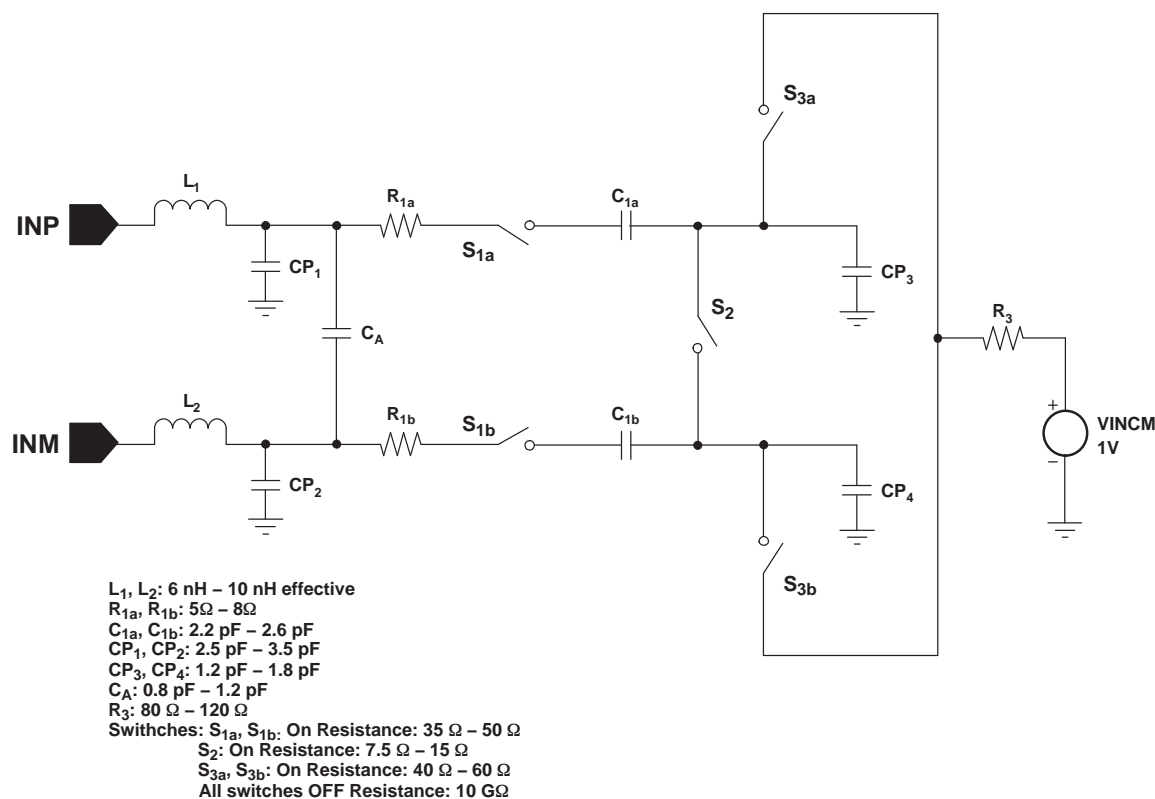 S3a
L1
R1a
C1a
INP
S1a
CP1
CP3
S2
R3
CA
L2
R1b
S1b
C1b
+
VINCM
1V
−
INM
CP2
CP4
S3b
L1, L2: 6 nH – 10 nH effective
R1a, R1b: 5Ω – 8Ω
C1a, C1b: 2.2 pF – 2.6 pF
CP1, CP2: 2.5 pF – 3.5 pF
CP3, CP4: 1.2 pF – 1.8 pF
CA: 0.8 pF – 1.2 pF
R3: 80 Ω – 120 Ω
Swithches: S1a, S1b: On Resistance: 35 Ω – 50 Ω
S2: On Resistance: 7.5 Ω – 15 Ω
S3a, S3b: On Resistance: 40 Ω – 60 Ω
All switches OFF Resistance: 10 GΩ